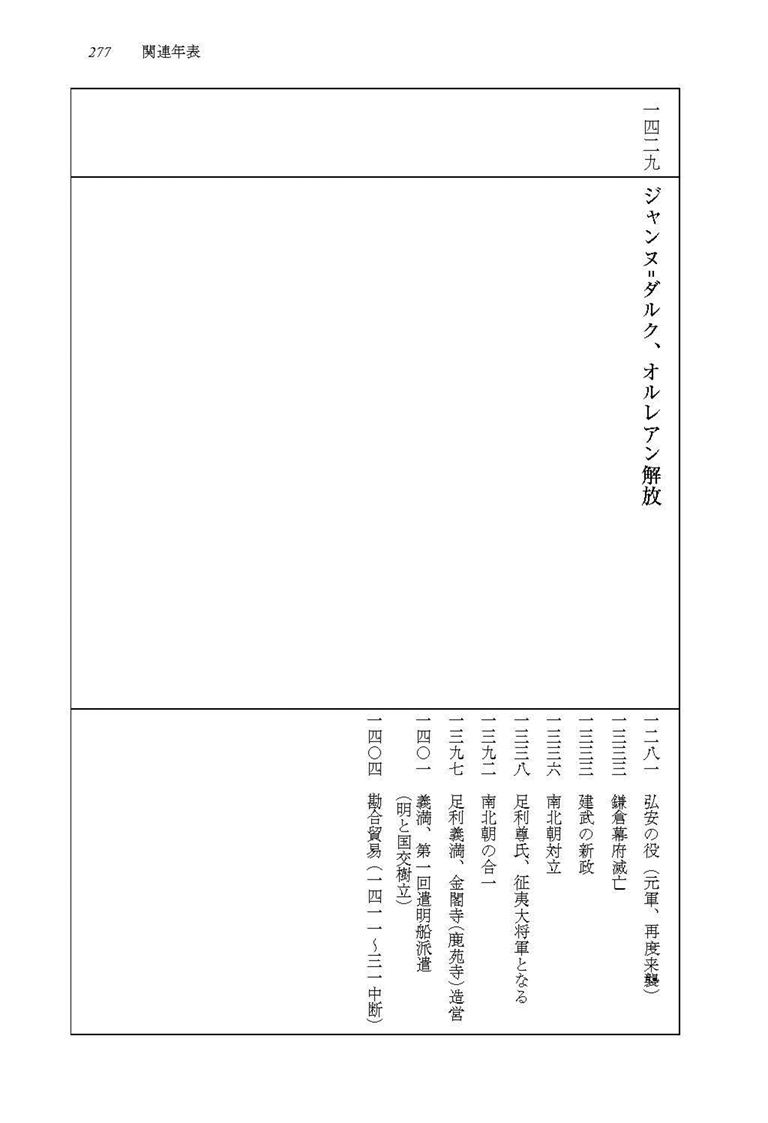 277 関連年表
一四二九
ジャンヌ=ダルク、オルレアン解放
一二八一 弘安の役（元軍、再度来襲）
一三三三 鎌倉幕府滅亡
一三三三 建武の新政
一三三六 南北朝対立
一三三八 足利尊氏、征夷大将軍となる
一三九二 南北朝の合一
一三九七 足利義満、金閣寺（鹿苑寺）造営
一四〇一 義満、第一回遣明船派遣
（明と国交樹立）
一四〇四 勘合貿易（一四一一〜三一中断）